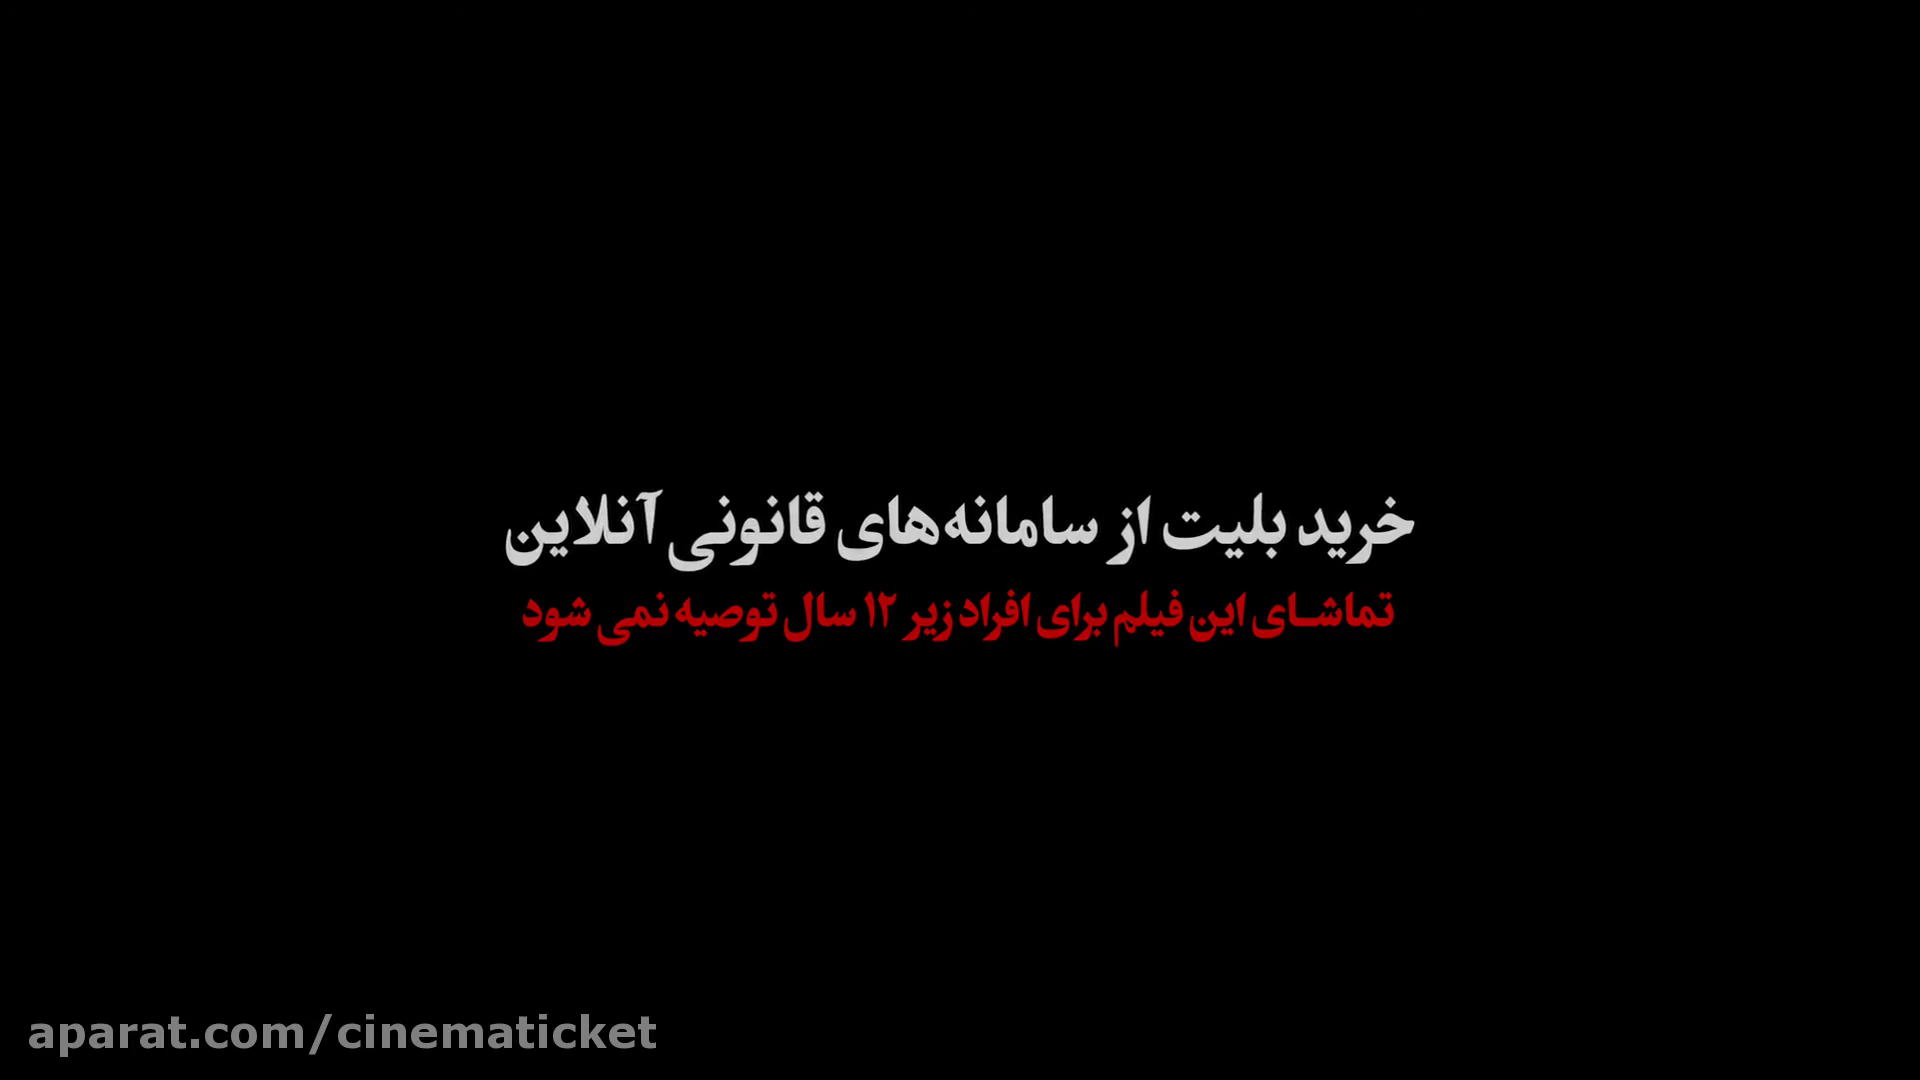 خرید بلیت از سامانه‌های قانونی آنلاین
تماشای این فیلم برای افراد زیر ۱۲ سال توصیه نمی شود
aparat.com/cinematicket